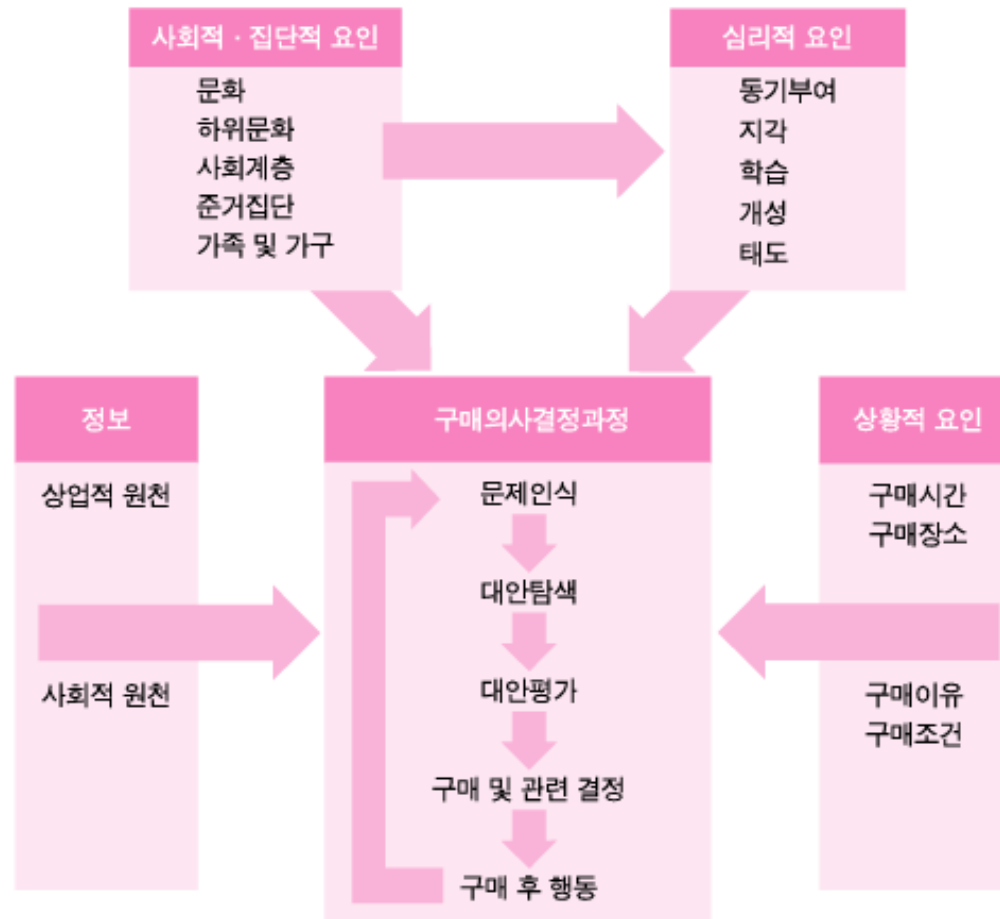 사회적 · 집단적 요인
문화
하위문화
사회계층
준거집단
가족 및 가구
심리적 요인
동기부여
지각
학습
개성
태도
정보
상업적 원천
사회적 원천
구매의사결정과정
문제인식
대안탐색
대안평가
구매 및 관련 결정
구매 후 행동
상황적 요인
구매시간
구매장소
구매이유
구매조건